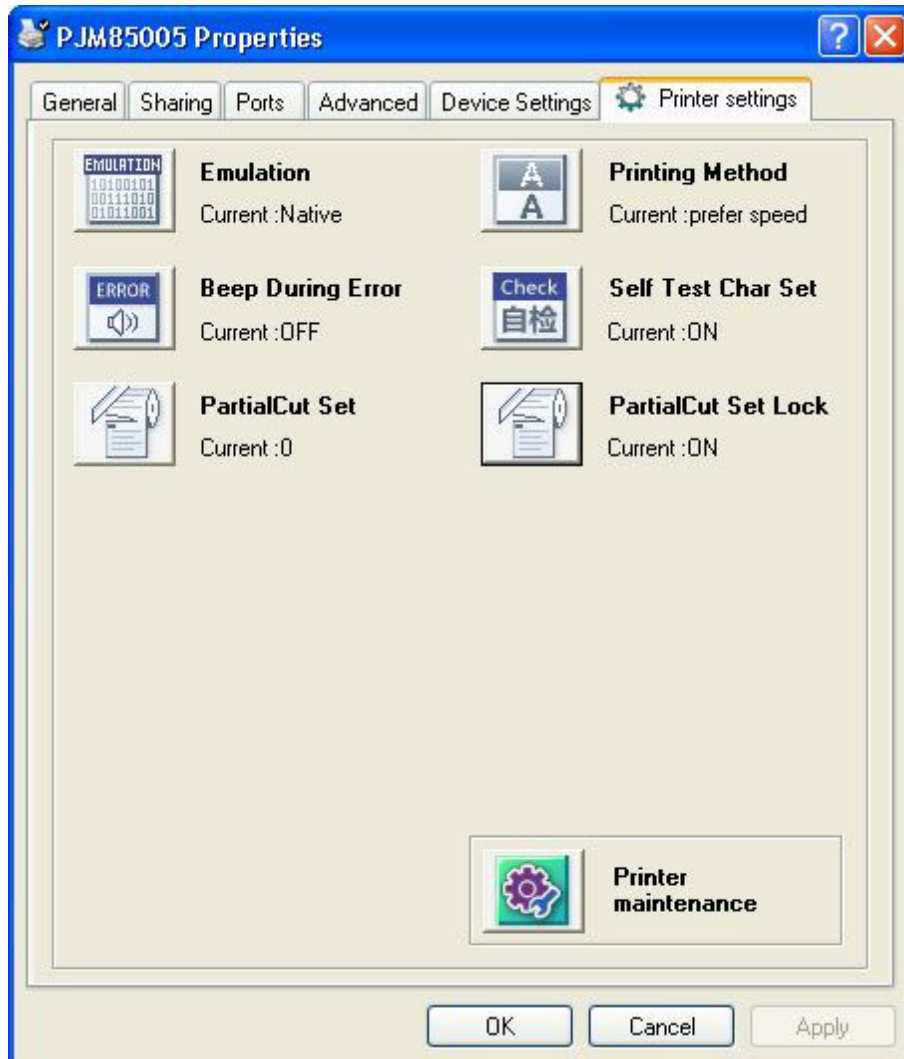 PJM85005 Properties
General Sharing Ports Advanced Device Settings Printer settings
EMULATION
10100101
00111010
01011001
Emulation
Current :Native
A
A
Printing Method
Current :prefer speed
ERROR
Beep During Error
Current :OFF
Check
自检
Self Test Char Set
Current :ON
PartialCut Set
Current :0
PartialCut Set Lock
Current :ON
Printer
maintenance
OK Cancel Apply